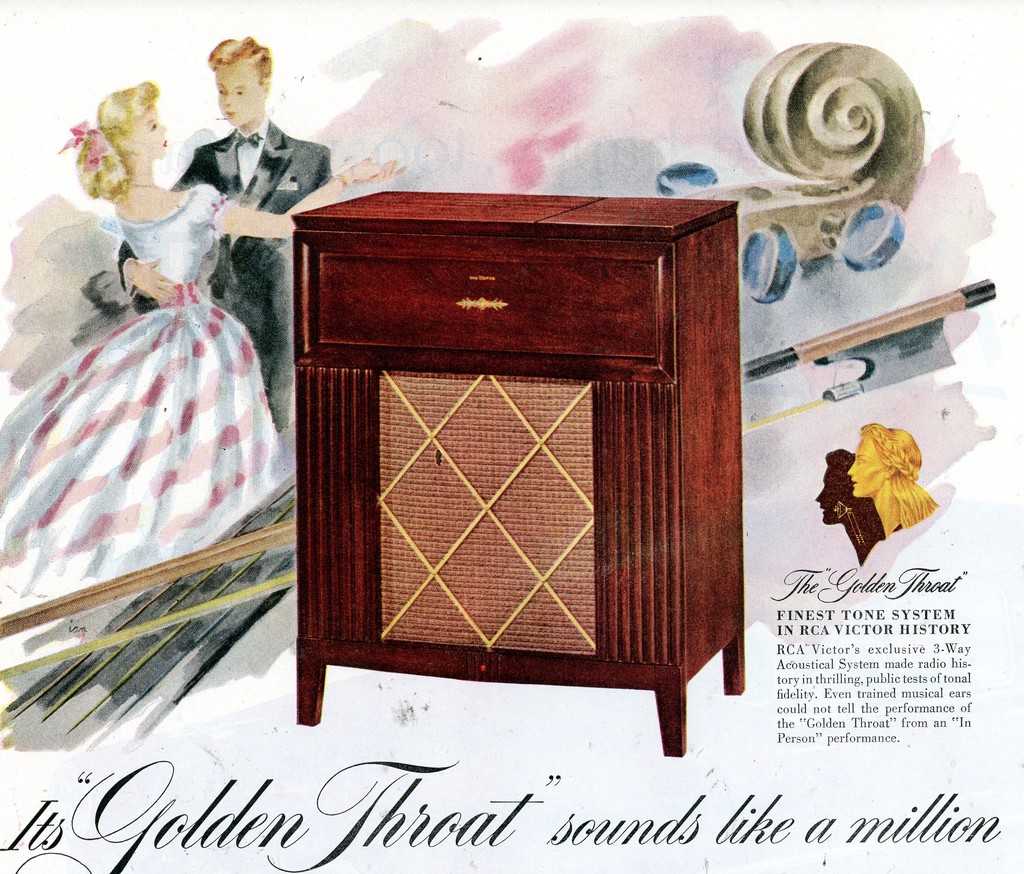 RCA Victor
The "Golden Throat"
FINEST TONE SYSTEM
IN RCA VICTOR HISTORY
RCA Victor's exclusive 3-Way
Acoustical System made radio his-
tory in thrilling, public tests of tonal
fidelity. Even trained musical ears
could not tell the performance of
the "Golden Throat" from an "In
Person" performance.
Its "Golden Throat" sounds like a million